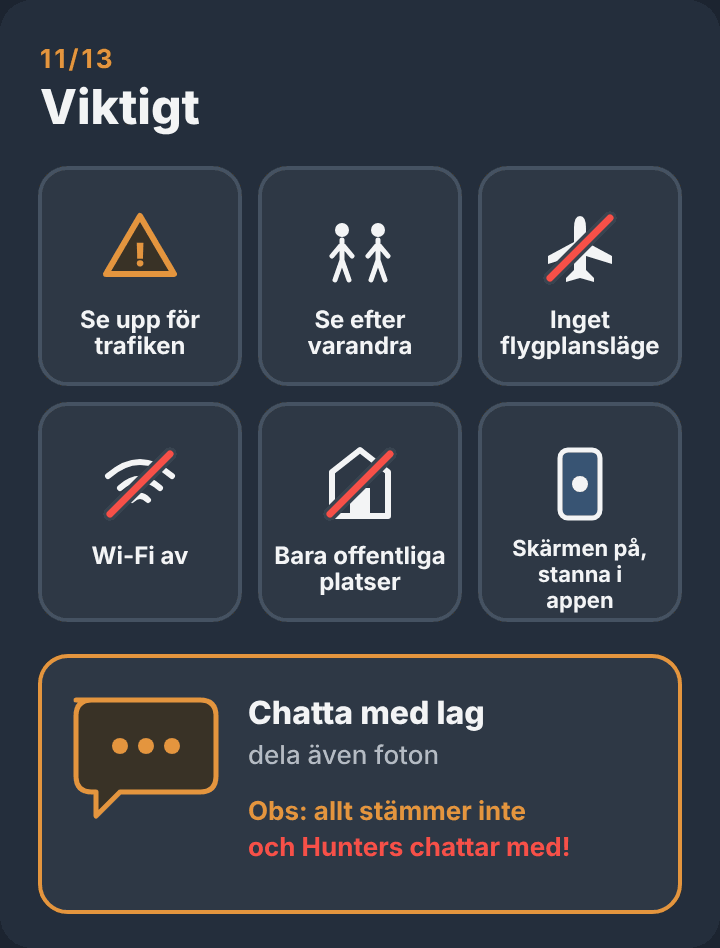 11/13
Viktigt
Se upp för
trafiken
Se efter
varandra
Inget
flygplansläge
Wi-Fi av
Bara offentliga
platser
Skärmen på,
stanna i
appen
Chatta med lag
dela även foton
Obs: allt stämmer inte
och Hunters chattar med!